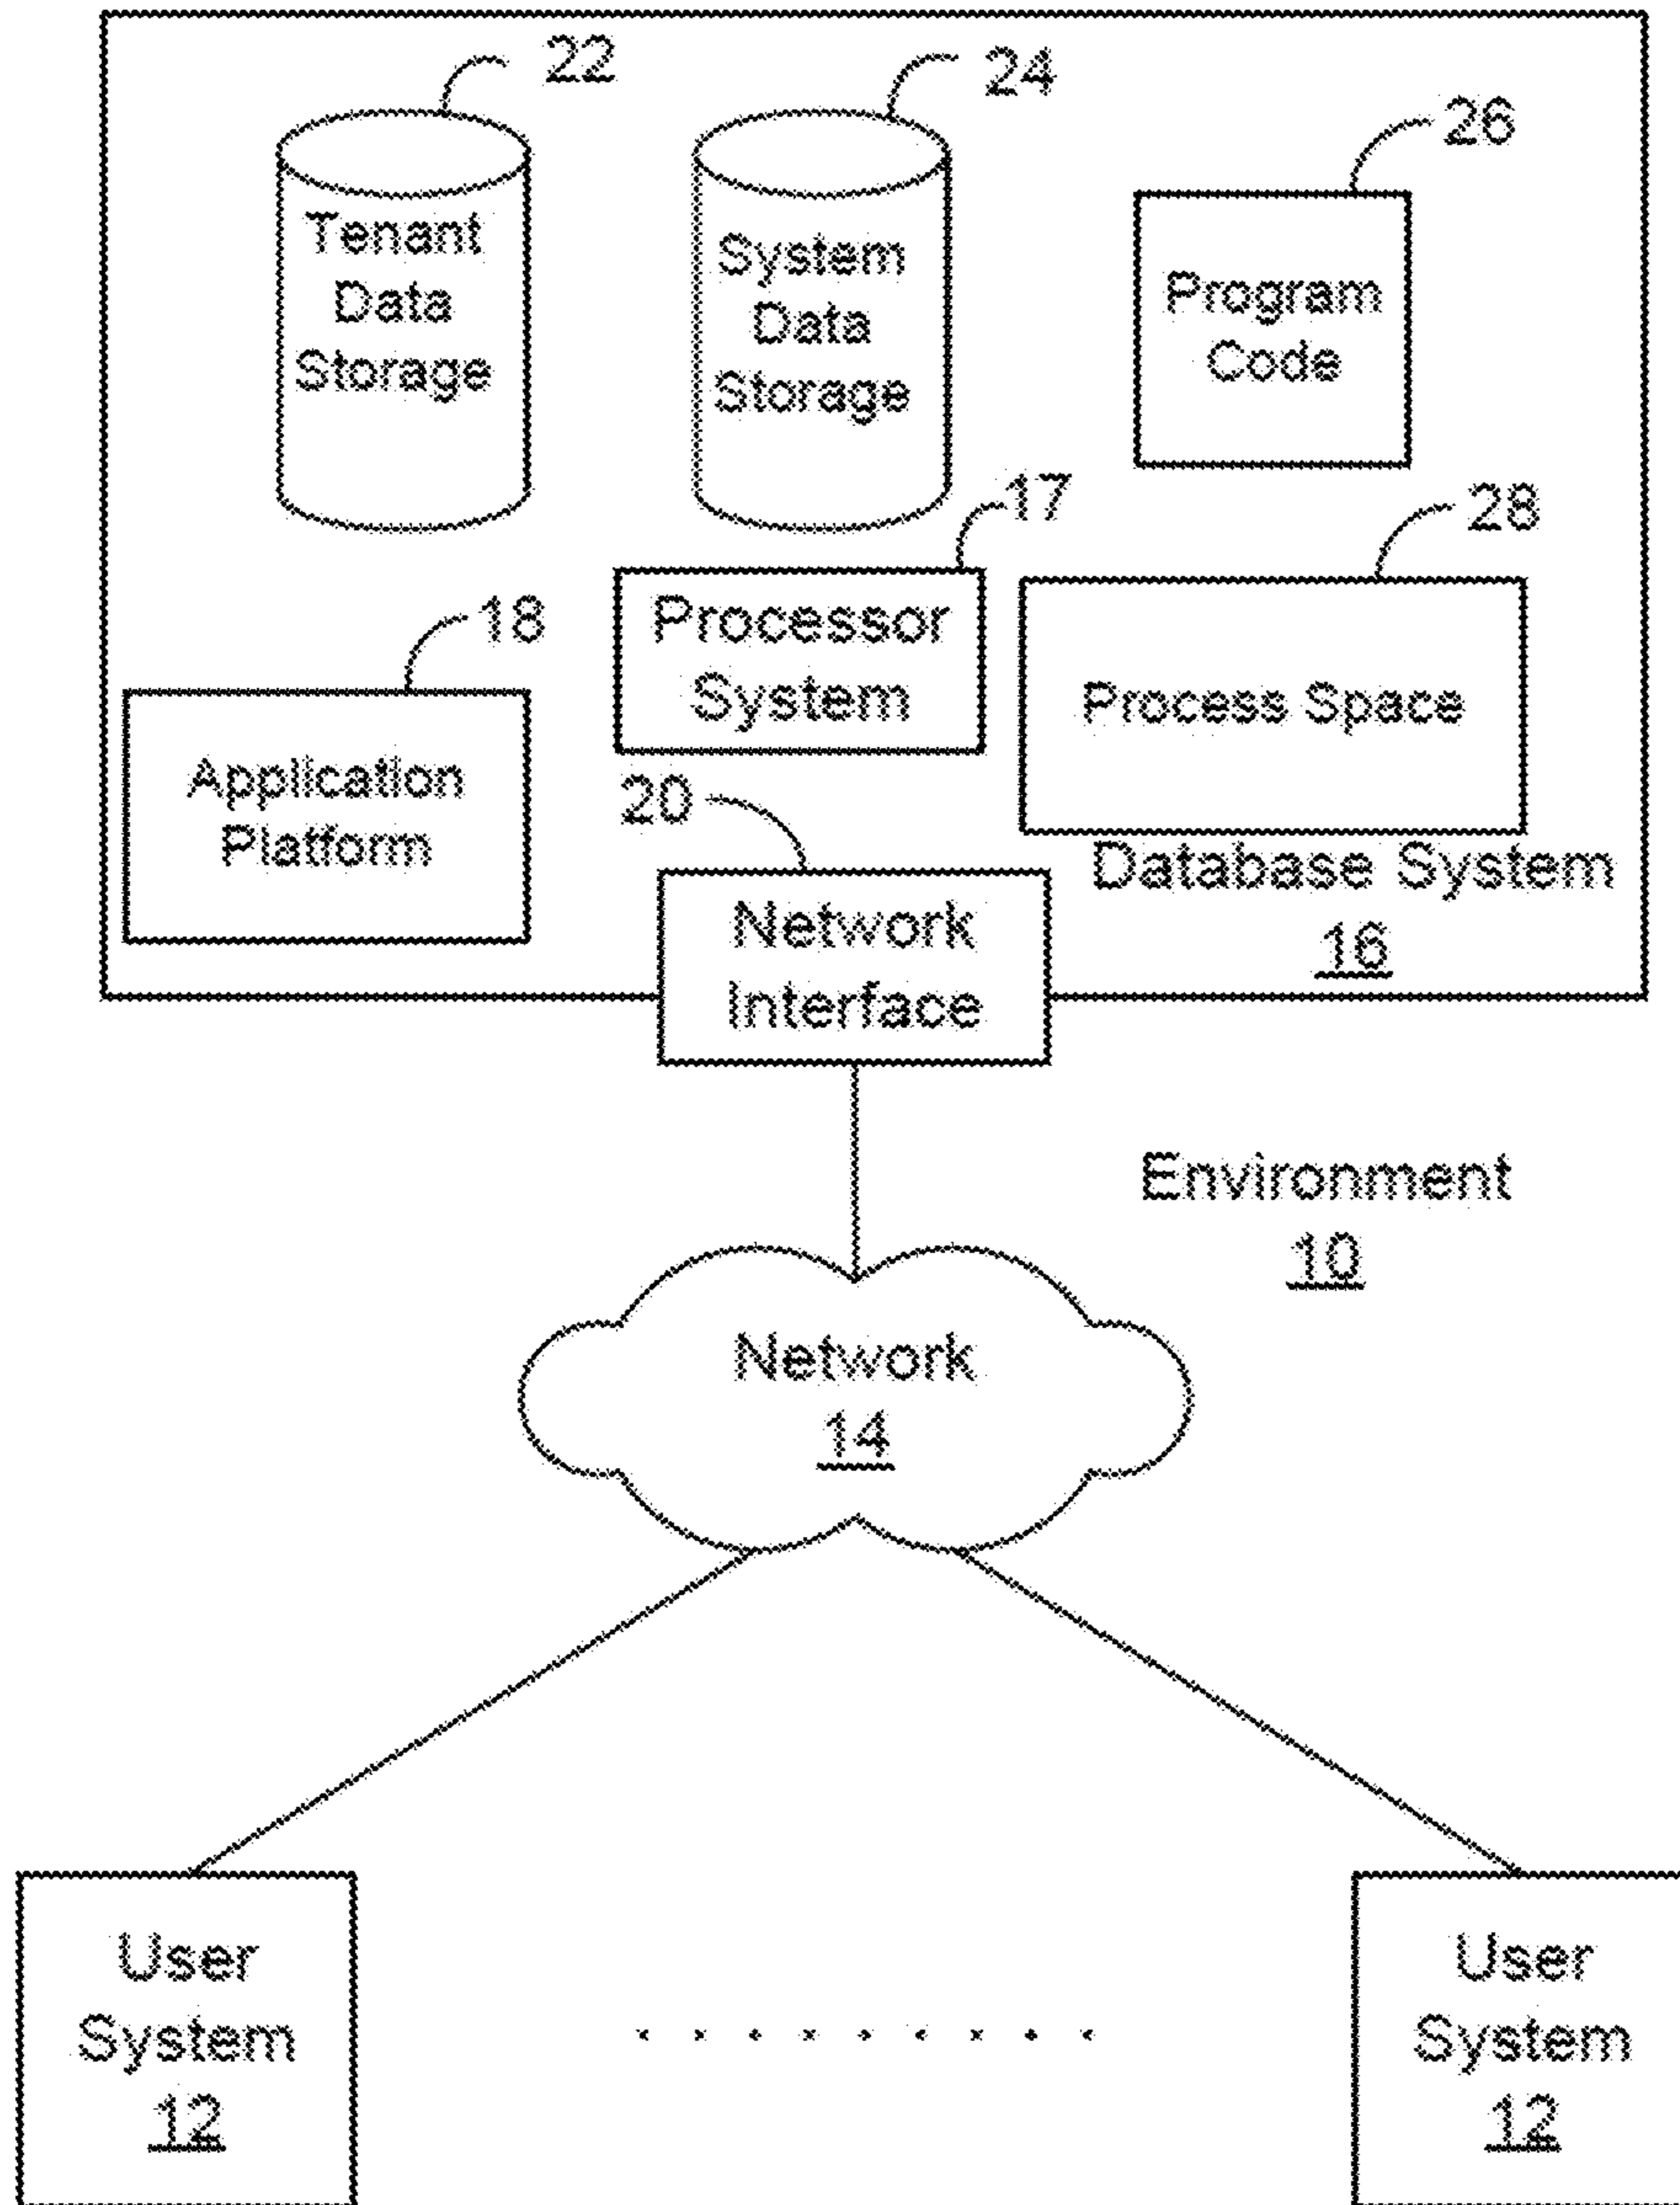 22
24
26
Tenant
Data
Storage
System
Data
Storage
Program
Code
17
28
18
Processor
System
Process Space
Application
Platform
20
Database System
16
Network
Interface
Environment
10
Network
14
User
System
12
User
System
12